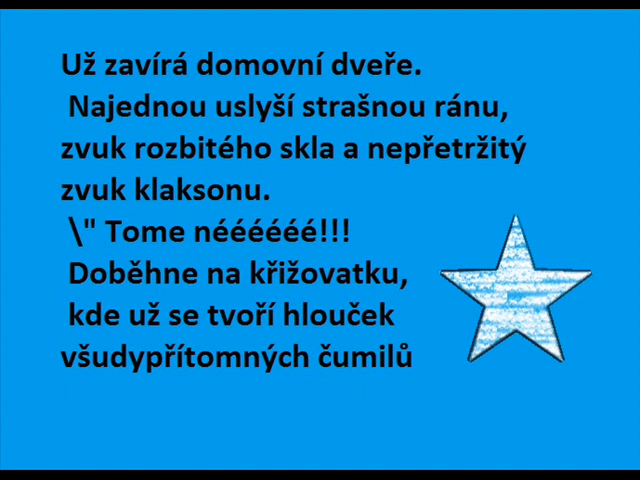 Už zavírá domovní dveře.
Najednou uslyší strašnou ránu,
zvuk rozbitého skla a nepřetržitý
zvuk klaksonu.
\" Tome néééééé!!!
Doběhne na křižovatku,
kde už se tvoří hlouček
všudypřítomných čumilů